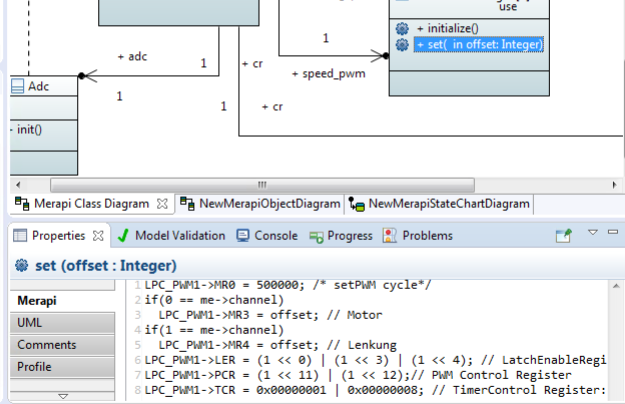 use
+ initialize()
+ set( in offset: Integer)
1
+ adc
1
+ cr
+ speed_pwm
Adc
1
1
+ cr
- init()
Merapi Class Diagram
NewMerapiObjectDiagram
NewMerapiStateChartDiagram
Properties
Model Validation
Console
Progress
Problems
set (offset : Integer)
Merapi
UML
Comments
Profile
1 LPC_PWM1->MR0 = 500000; /* setPWM cycle*/
2 if(0 == me->channel)
3 LPC_PWM1->MR3 = offset; // Motor
4 if(1 == me->channel)
5 LPC_PWM1->MR4 = offset; // Lenkung
6 LPC_PWM1->LER = (1 << 0) | (1 << 3) | (1 << 4); // LatchEnableRegi
7 LPC_PWM1->PCR = (1 << 11) | (1 << 12);// PWM Control Register
8 LPC_PWM1->TCR = 0x00000001 | 0x00000008; // TimerControl Register: